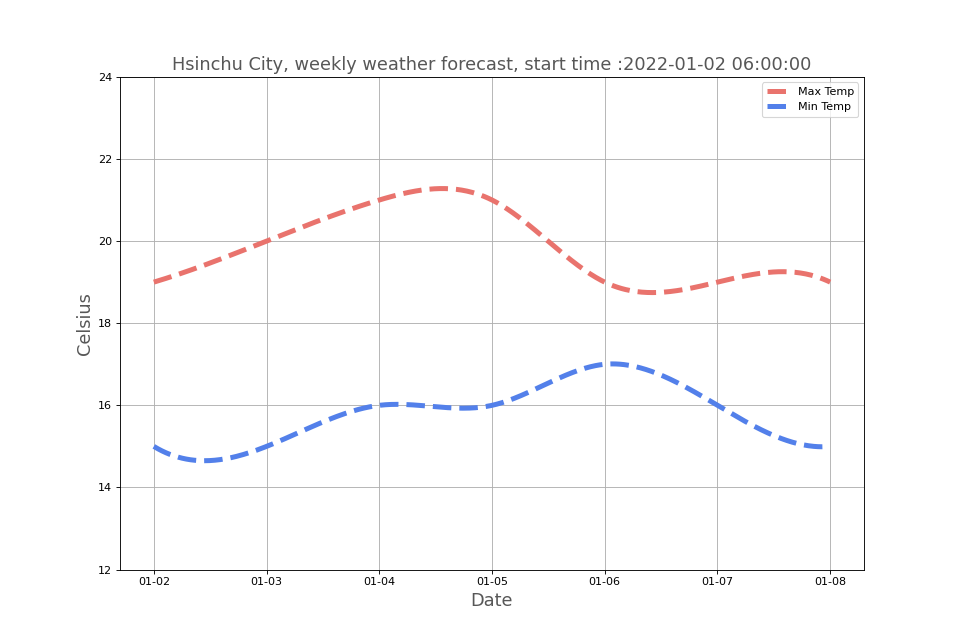 Hsinchu City, weekly weather forecast, start time :2022-01-02 06:00:00
Max Temp
Min Temp
24
22
20
18
16
14
12
Celsius
01-02 01-03 01-04 01-05 01-06 01-07 01-08
Date